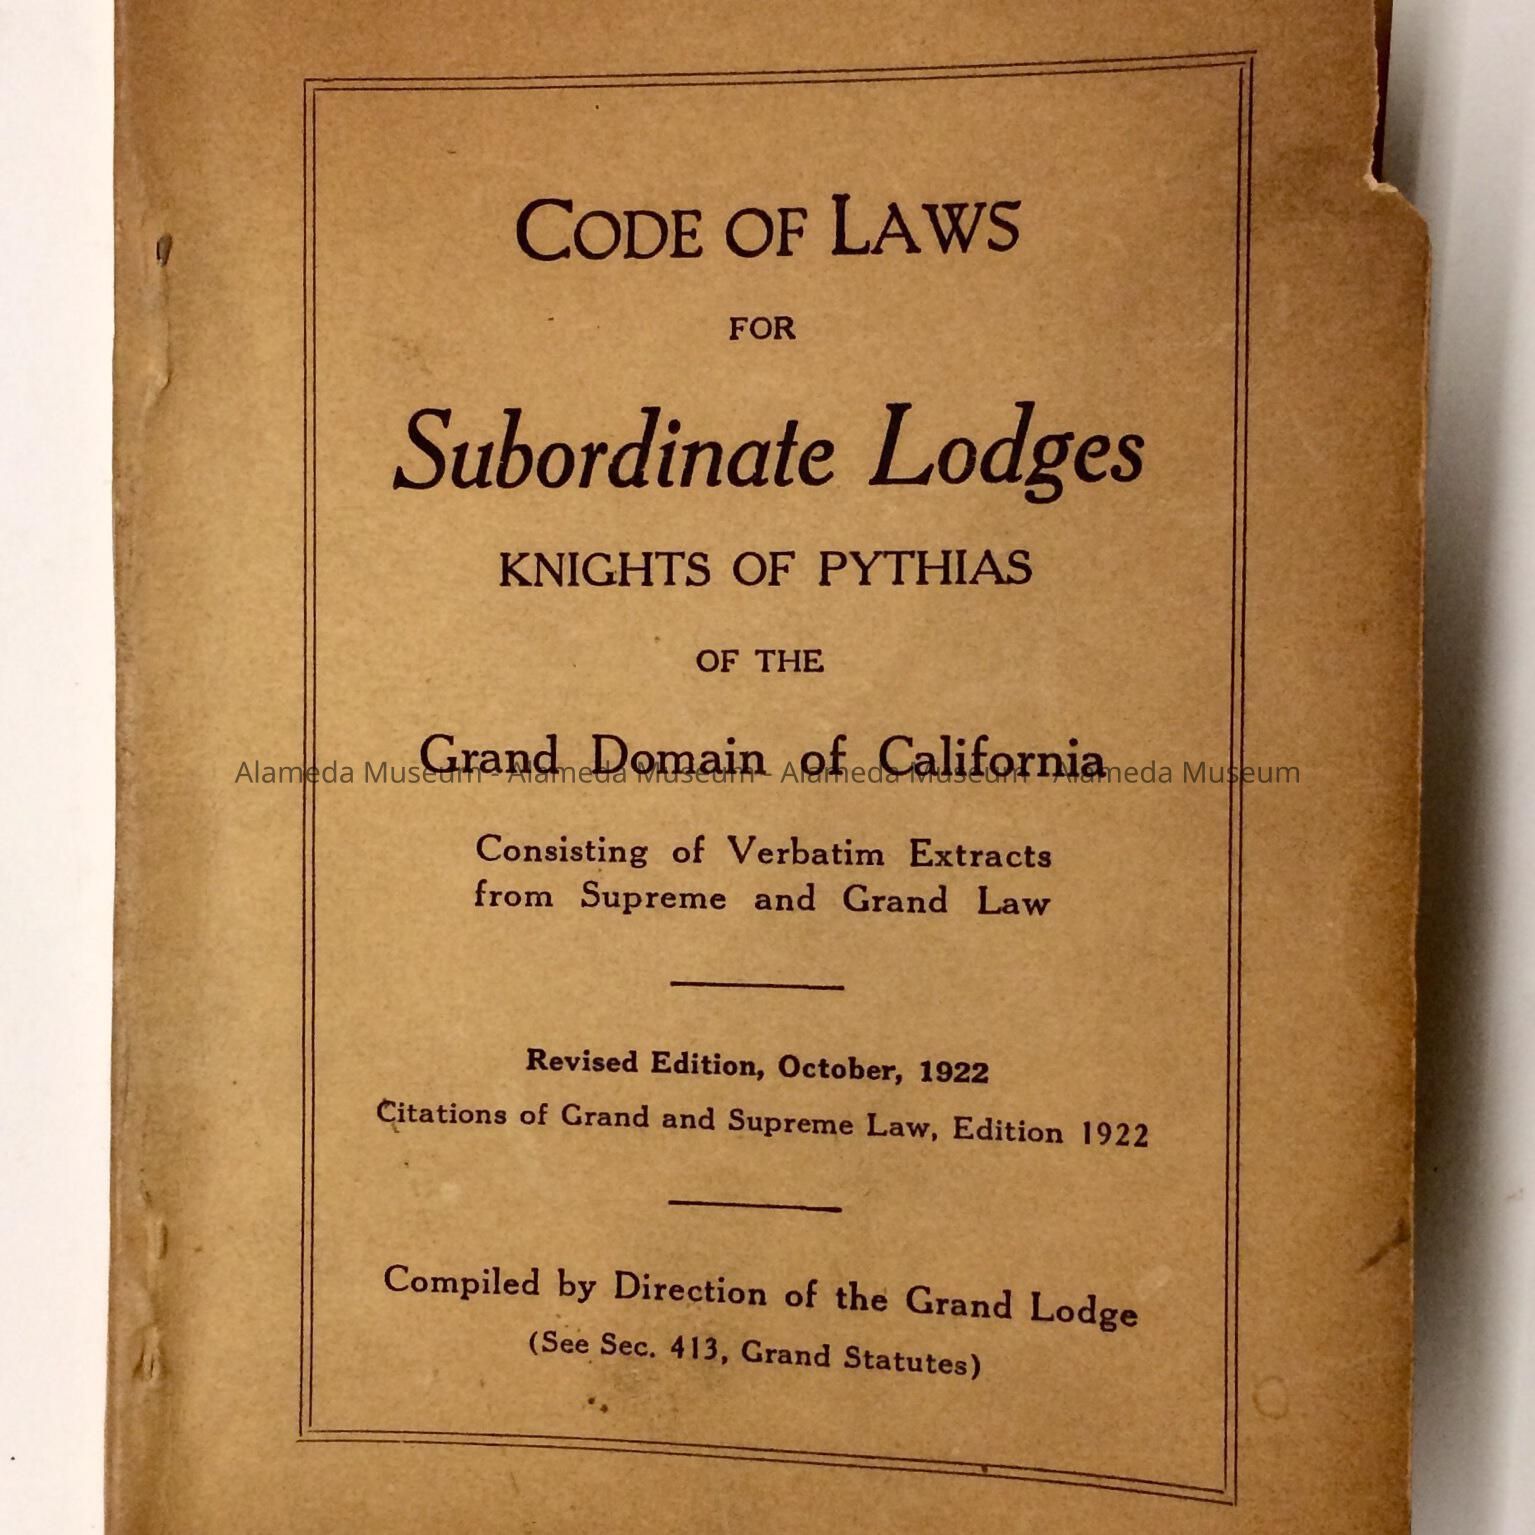 CODE OF LAWS
FOR
Subordinate Lodges
KNIGHTS OF PYTHIAS
OF THE
Grand Domain of California
Alameda Museum - Alameda Museum - Alameda Museum - Alameda Museum
Consisting of Verbatim Extracts
from Supreme and Grand Law
Revised Edition, October, 1922
Citations of Grand and Supreme Law, Edition 1922
Compiled by Direction of the Grand Lodge
(See Sec. 413, Grand Statutes)